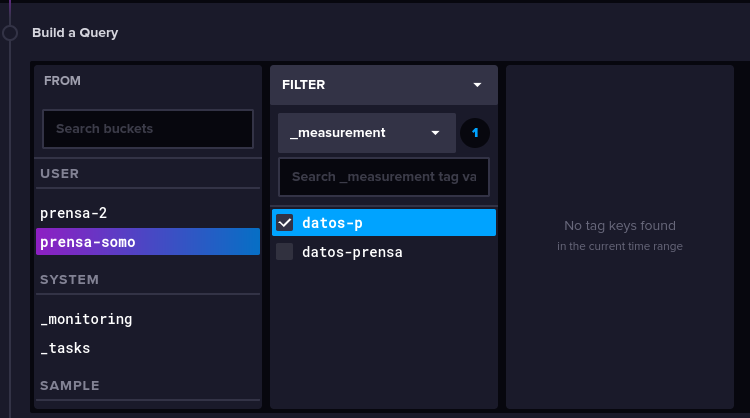 Build a Query
FROM
Search buckets
USER
prensa-2
prensa-somo
SYSTEM
_monitoring
_tasks
SAMPLE
FILTER
_measurement
1
Search _measurement tag va
datos-p
datos-prensa
No tag keys found
in the current time range